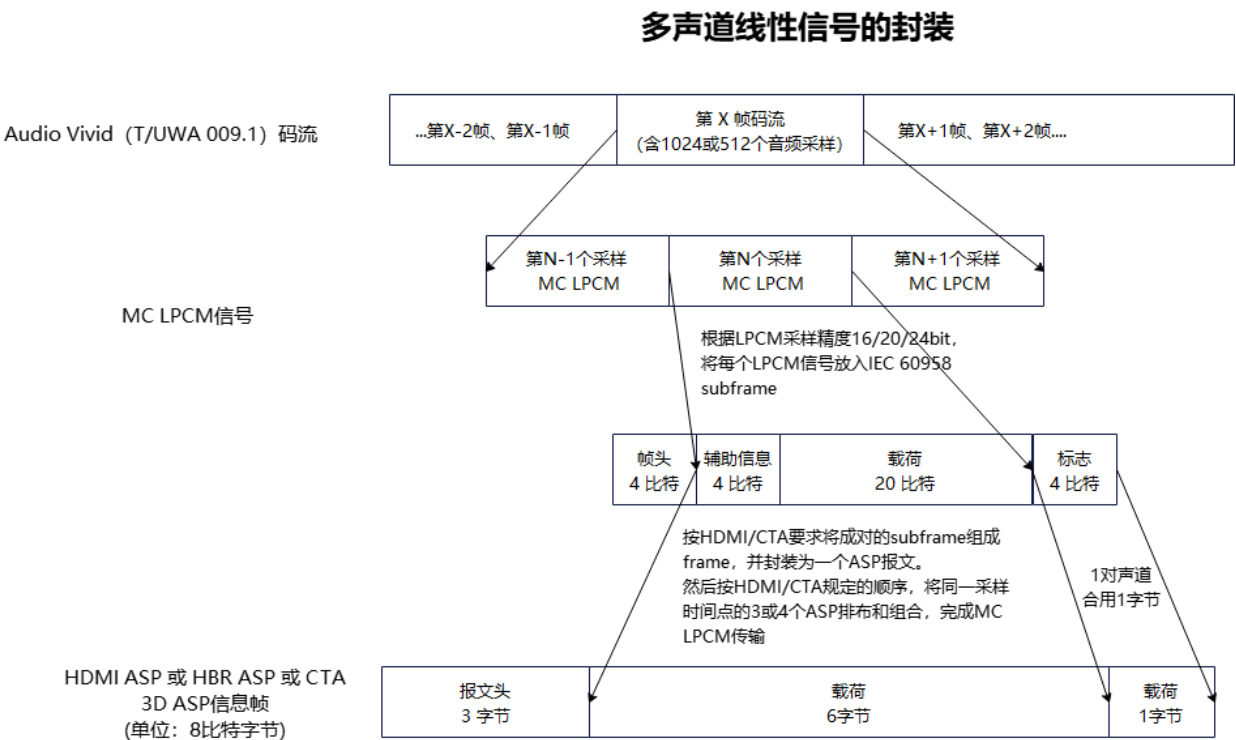 多声道线性信号的封装
Audio Vivid（T/UWA 009.1）码流
...第X-2帧、第X-1帧
第 X 帧码流
（含1024或512个音频采样）
第X+1帧、第X+2帧....
MC LPCM信号
第N-1个采样
MC LPCM
第N个采样
MC LPCM
第N+1个采样
MC LPCM
根据LPCM采样精度16/20/24bit，
将每个LPCM信号放入IEC 60958
subframe
帧头
4 比特
辅助信息
4 比特
载荷
20 比特
标志
4 比特
按HDMI/CTA要求将成对的subframe组成
frame，并封装为一个ASP报文。
然后按HDMI/CTA规定的顺序，将同一采样
时间点的3或4个ASP排布和组合，完成MC
LPCM传输
1对声道
合用1字节
HDMI ASP 或 HBR ASP 或 CTA
3D ASP信息帧
(单位：8比特字节)
报文头
3 字节
载荷
6字节
载荷
1字节